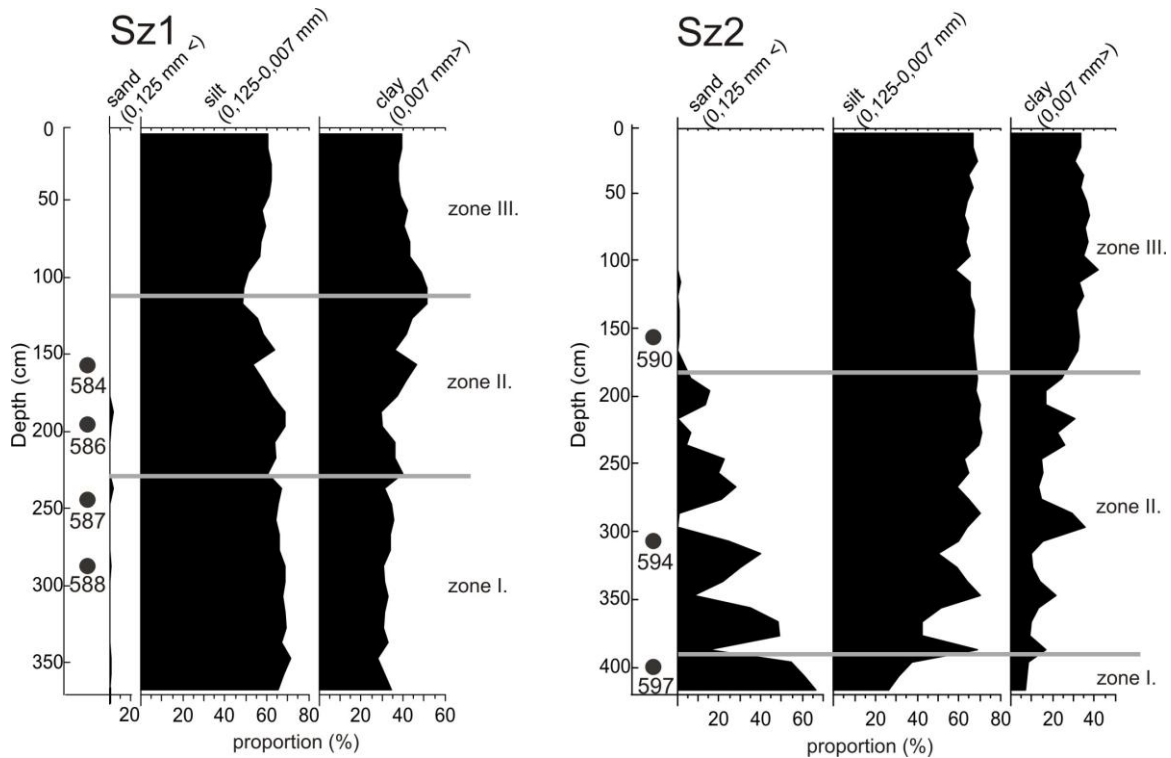 Sz1
sand
(0,125 mm <)
silt
(0,125-0,007 mm)
clay
(0,007 mm>)
0
50
100
150
200
250
300
350
Depth (cm)
584
586
587
588
zone III.
zone II.
zone I.
20
20
40
60
80
20
40
60
proportion (%)
Sz2
sand
(0,125 mm <)
silt
(0,125-0,007 mm)
clay
(0,007 mm>)
0
50
100
150
200
250
300
350
400
Depth (cm)
590
594
597
zone III.
zone II.
zone I.
20
40
60
20
40
60
80
20
40
proportion (%)